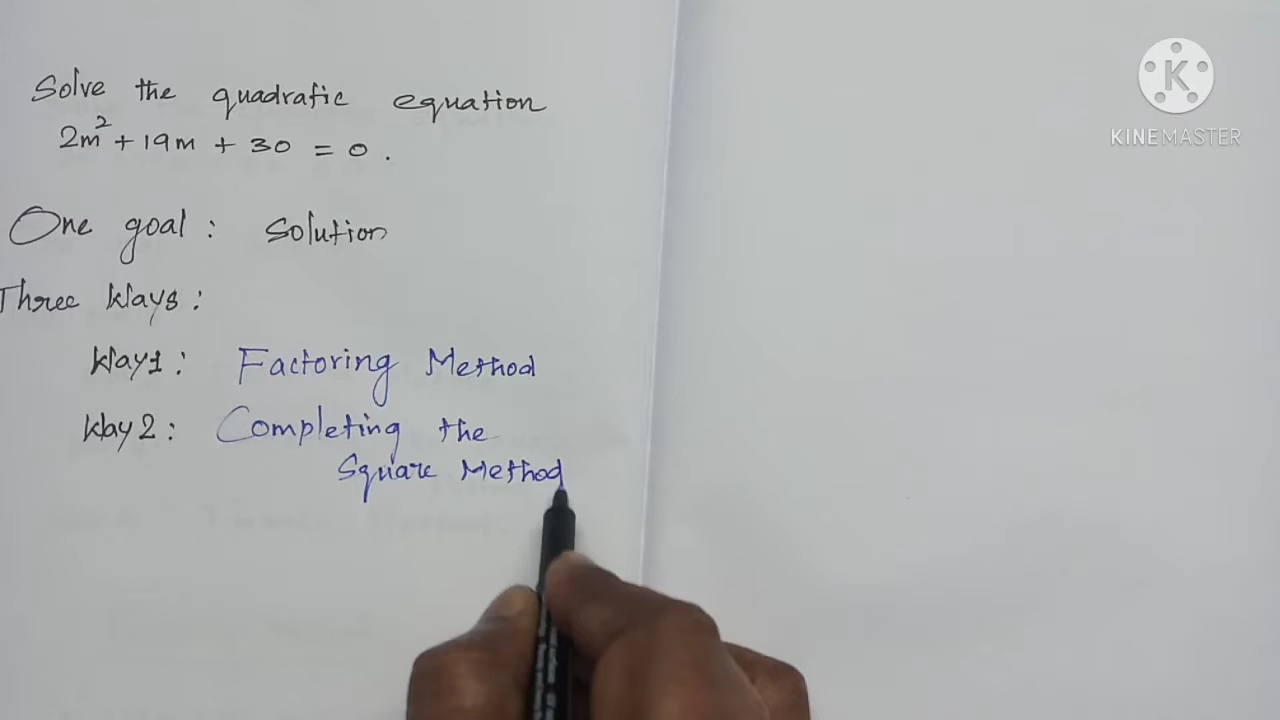 Solve the quadratic equation
2m² + 19m + 30 = 0.
One goal: Solution
Three Ways:
Way1: Factoring Method
Way2: Completing the
Square Method
K
KINEMASTER